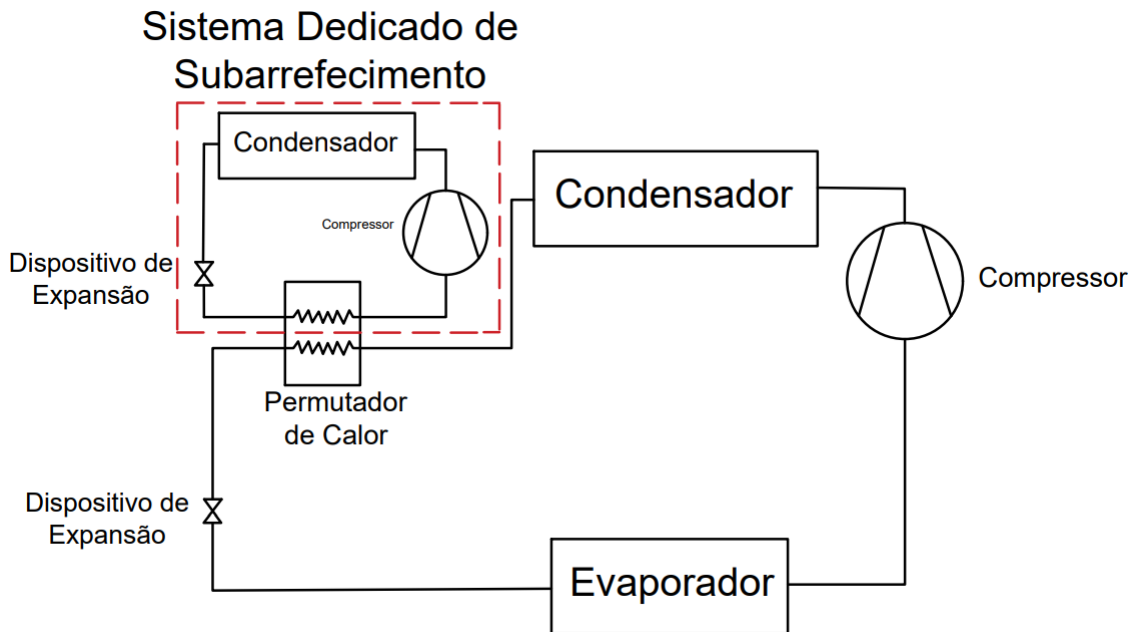 Sistema Dedicado de
Subarrefecimento
Condensador
Condensador
Compressor
Dispositivo de
Expansão
Compressor
Permutador
de Calor
Dispositivo de
Expansão
Evaporador